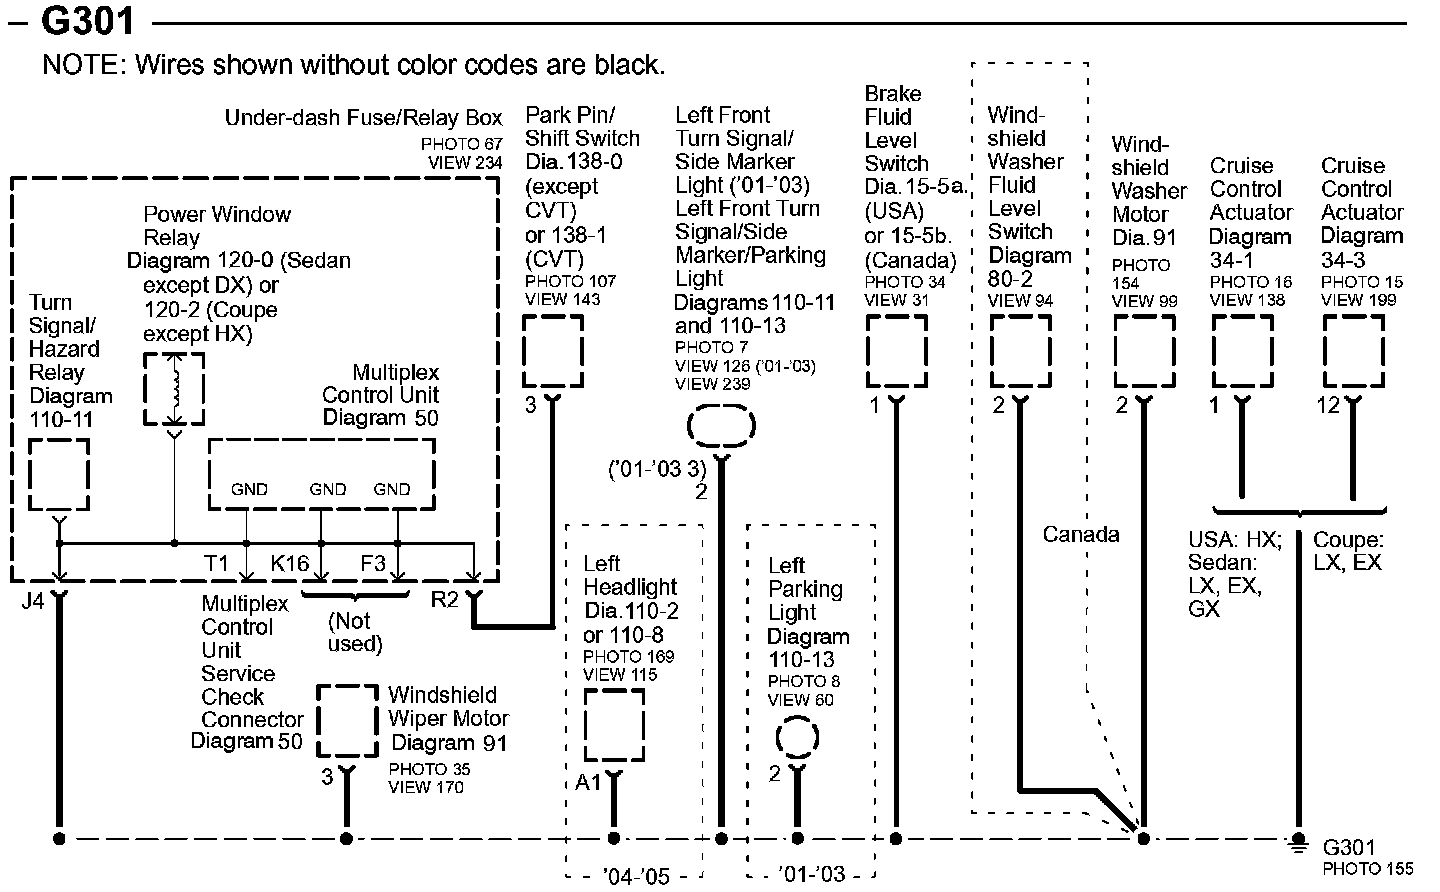 G301
NOTE: Wires shown without color codes are black.
Under-dash Fuse/Relay Box
PHOTO 67
VIEW 234
Power Window
Relay
Diagram 120-0 (Sedan
except DX) or
120-2 (Coupe
except HX)
Turn
Signal/
Hazard
Relay
Diagram
110-11
Multiplex
Control Unit
Diagram 50
GND
GND
GND
T1
K16
F3
J4
R2
Multiplex
Control
Unit
Service
Check
Connector
Diagram 50
(Not
used)
Windshield
Wiper Motor
Diagram 91
PHOTO 35
VIEW 170
3
Park Pin/
Shift Switch
Dia. 138-0
(except
CVT)
or 138-1
(CVT)
PHOTO 107
VIEW 143
3
Left
Headlight
Dia. 110-2
or 110-8
PHOTO 169
VIEW 115
A1
'04-'05
Left Front
Turn Signal/
Side Marker
Light ('01-'03)
Left Front Turn
Signal/Side
Marker/Parking
Light
Diagrams 110-11
and 110-13
PHOTO 7
VIEW 126 ('01-'03)
VIEW 239
('01-'03 3)
2
Left
Parking
Light
Diagram
110-13
PHOTO 8
VIEW 60
2
'01-'03
Brake
Fluid
Level
Switch
Dia. 15-5a.
(USA)
or 15-5b.
(Canada)
PHOTO 34
VIEW 31
1
Wind-
shield
Washer
Fluid
Level
Switch
Diagram
80-2
VIEW 94
2
Canada
Wind-
shield
Washer
Motor
Dia. 91
PHOTO
154
VIEW 99
2
Cruise
Control
Actuator
Diagram
34-1
PHOTO 16
VIEW 138
1
Cruise
Control
Actuator
Diagram
34-3
PHOTO 15
VIEW 199
12
USA: HX;
Sedan:
LX, EX,
GX
Coupe:
LX, EX
G301
PHOTO 155